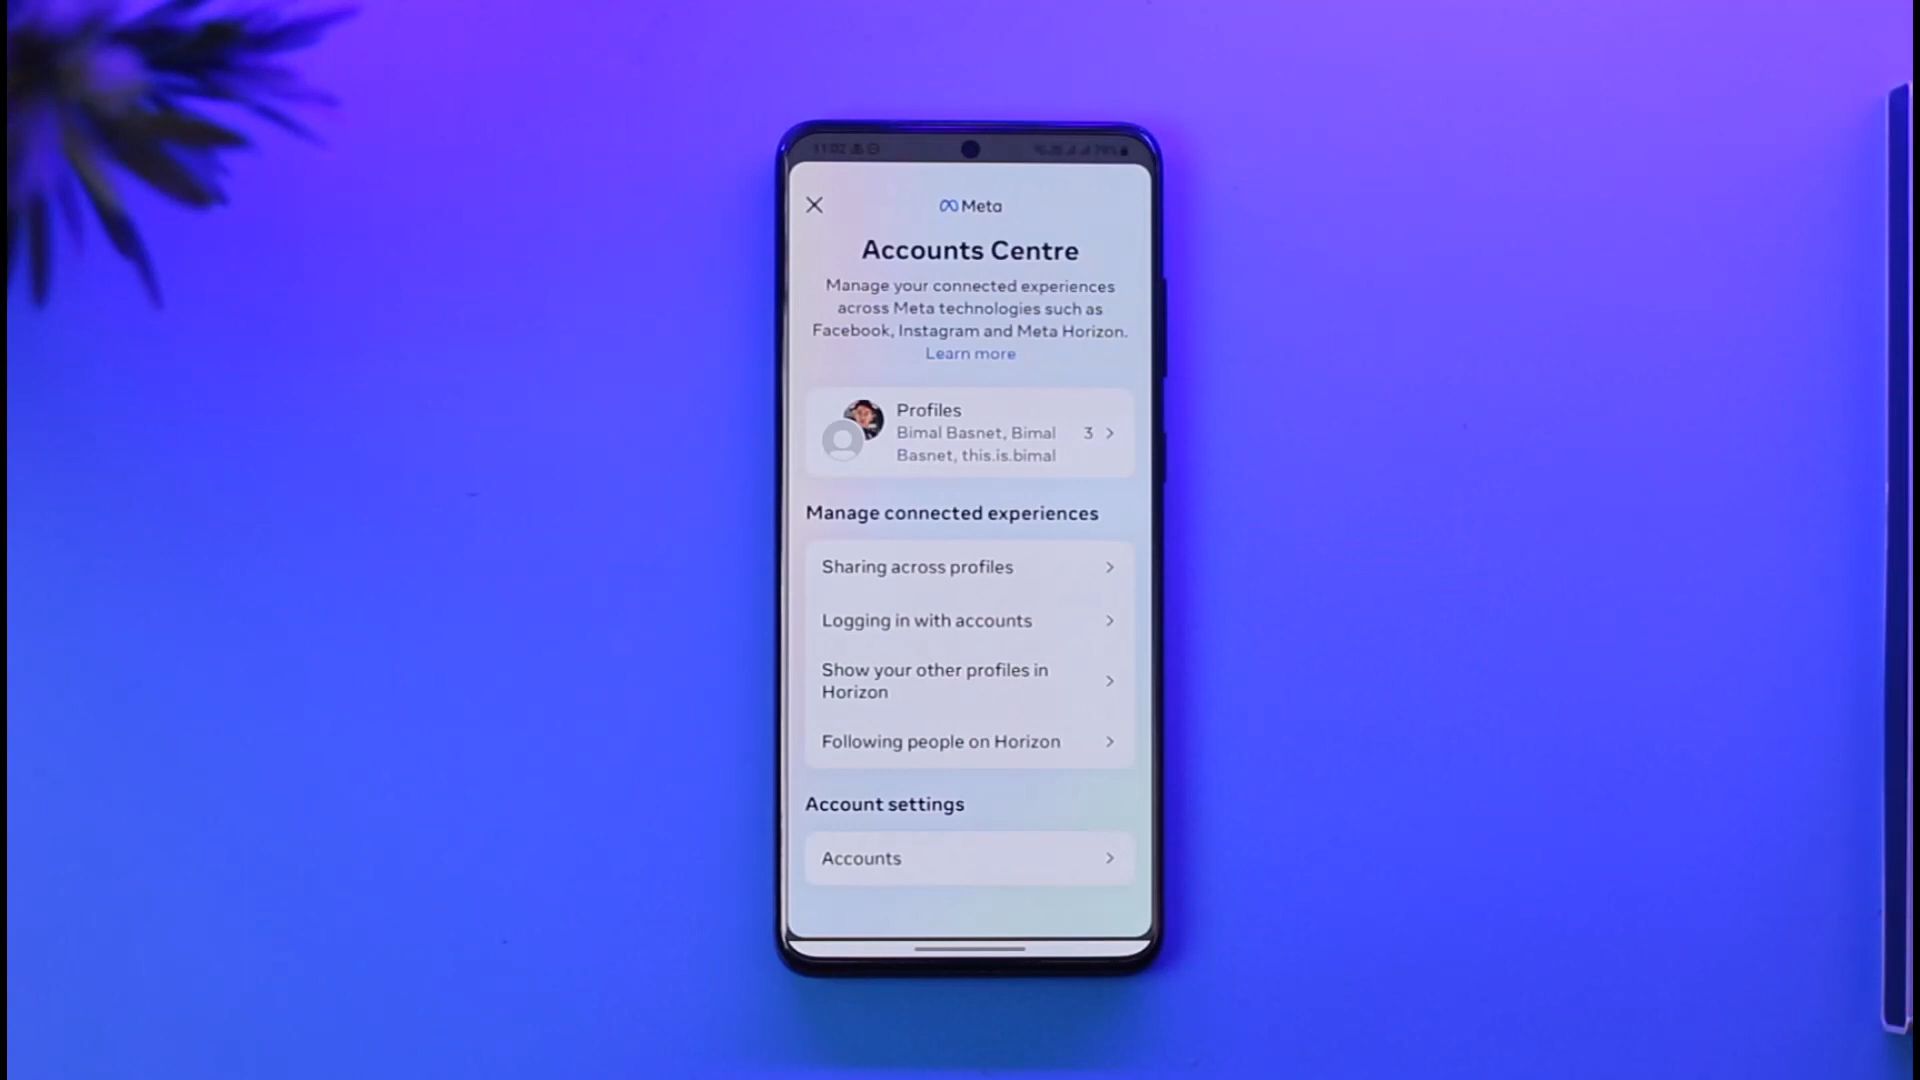 11:02
Meta
Accounts Centre
Manage your connected experiences
across Meta technologies such as
Facebook, Instagram and Meta Horizon.
Learn more
Profiles
Bimal Basnet, Bimal
Basnet, this.is.bimal
3
Manage connected experiences
Sharing across profiles
Logging in with accounts
Show your other profiles in
Horizon
Following people on Horizon
Account settings
Accounts